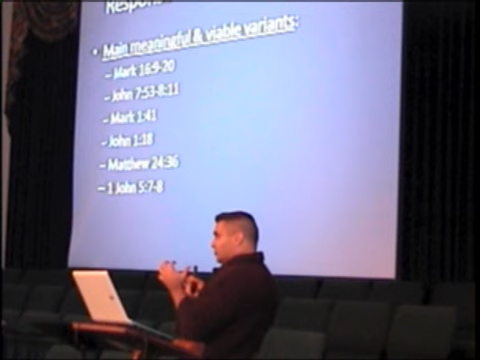 • Main meaningful & viable variants:
– Mark 16:9-20
– John 7:53-8:11
– Mark 1:41
– John 1:18
– Matthew 24:36
– 1 John 5:7-8